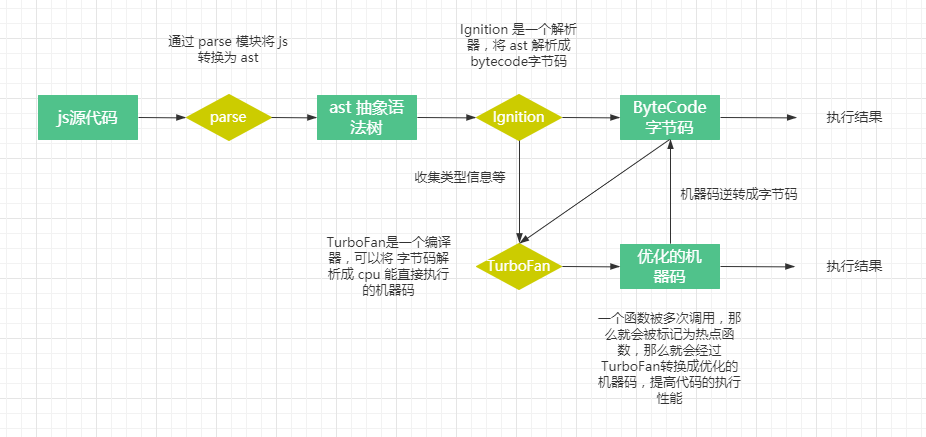 通过 parse 模块将 js
转换为 ast
Ignition 是一个解析
器，将 ast 解析成
bytecode字节码
js源代码
parse
ast 抽象语
法树
Ignition
ByteCode
字节码
执行结果
收集类型信息等
机器码逆转成字节码
TurboFan是一个编译
器，可以将 字节码解
析成 cpu 能直接执行
的机器码
TurboFan
优化的机
器码
执行结果
一个函数被多次调用，那
么就会被标记为热点函
数，那么就会经过
TurboFan转换成优化的
机器码，提高代码的执行
性能